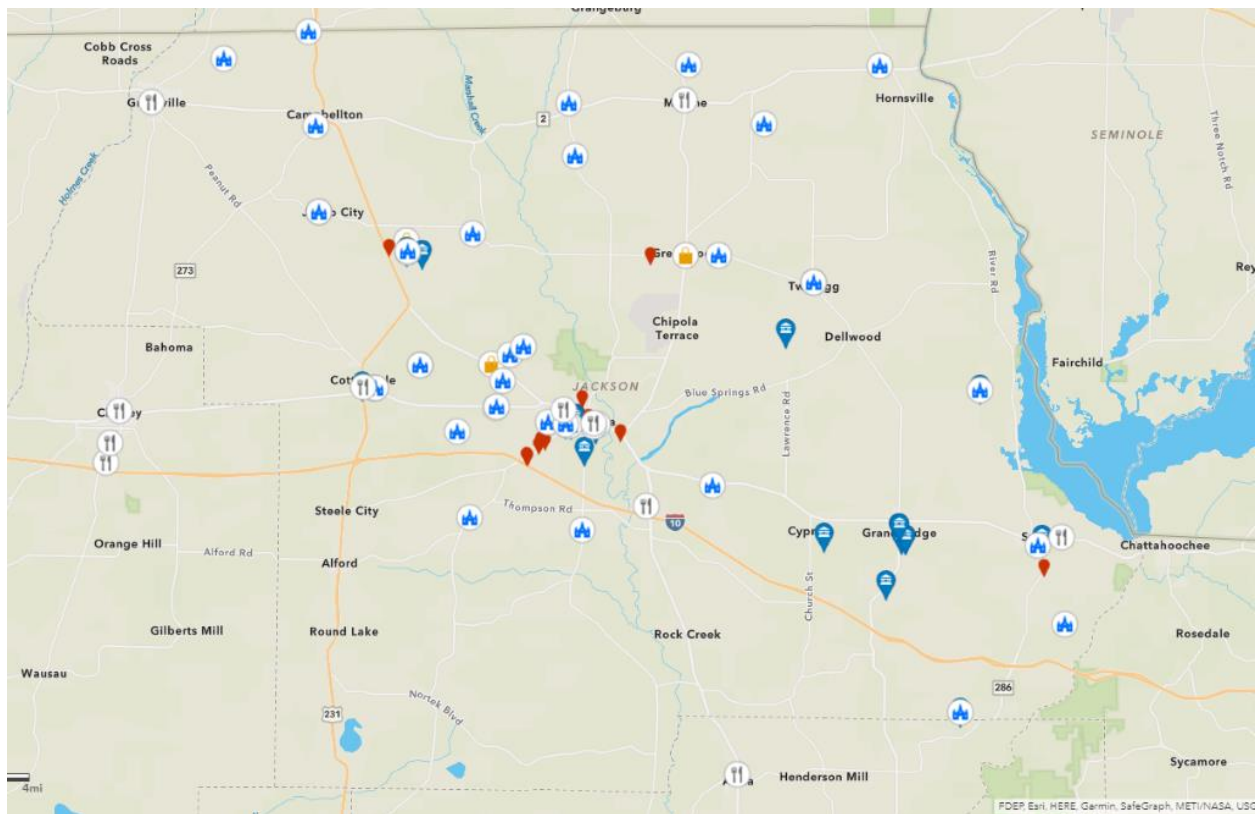 Grangeburg
Cobb Cross
Roads
Marshall Creek
Hornsville
Campbellton
2
SEMINOLE
Three Notch Rd
Holmes Creek
Peanut Rd
City
273
River Rd
Chipola
Terrace
Dellwood
Bahoma
Fairchild
JACKSON
Blue Springs Rd
Lawrence Rd
Steele City
Thompson Rd
10
Orange Hill
Alford Rd
Alford
Chattahoochee
Church St
Gilberts Mill
Round Lake
Rock Creek
Rosedale
Wausau
286
Nortek Blvd
231
Henderson Mill
Sycamore
4mi
FDEP, Esri, HERE, Garmin, SafeGraph, METI/NASA, USG